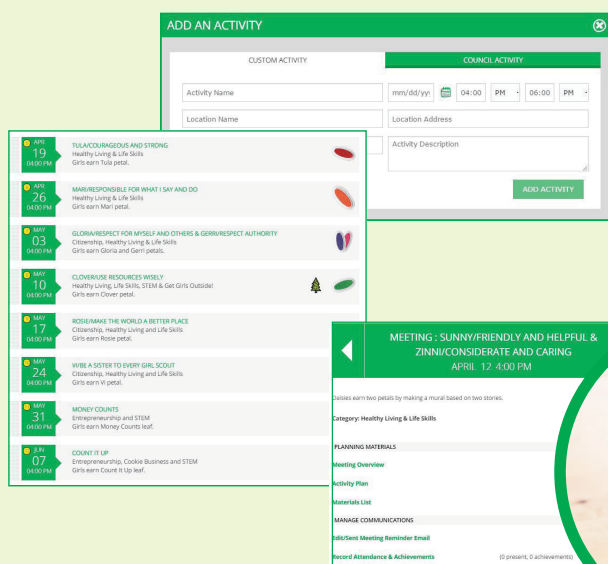 ADD AN ACTIVITY
CUSTOM ACTIVITY
COUNCIL ACTIVITY
Activity Name
mm/dd/yy
04:00
PM
06:00
PM
Location Name
Location Address
Activity Description
ADD ACTIVITY
APR
19
04:00 PM
TULA/COURAGEOUS AND STRONG
Healthy Living & Life Skills
Girls earn Tula petal.
APR
26
04:00 PM
MARI/RESPONSIBLE FOR WHAT I SAY AND DO
Healthy Living & Life Skills
Girls earn Mari petal.
MAY
03
04:00 PM
GLORIA/RESPECT FOR MYSELF AND OTHERS & GERRI/RESPECT AUTHORITY
Citizenship, Healthy Living & Life Skills
Girls earn Gloria and Gerri petals.
MAY
10
04:00 PM
CLOVER/USE RESOURCES WISELY
Healthy Living, Life Skills, STEM & Get Girls Outside!
Girls earn Clover petal.
MAY
17
04:00 PM
ROSIE/MAKE THE WORLD A BETTER PLACE
Citizenship, Healthy Living and Life Skills
Girls earn Rosie petal.
MAY
24
04:00 PM
VI/BE A SISTER TO EVERY GIRL SCOUT
Citizenship, Healthy Living and Life Skills
Girls earn Vi petal.
MAY
31
04:00 PM
MONEY COUNTS
Entrepreneurship and STEM
Girls earn Money Counts leaf.
JUN
07
04:00 PM
COUNT IT UP
Entrepreneurship, Cookie Business and STEM
Girls earn Count It Up leaf.
MEETING : SUNNY/FRIENDLY AND HELPFUL &
ZINNI/CONSIDERATE AND CARING
APRIL 12 4:00 PM
Daisies earn two petals by making a mural based on two stories.
Category: Healthy Living & Life Skills
PLANNING MATERIALS
Meeting Overview
Activity Plan
Materials List
MANAGE COMMUNICATIONS
Edit/Sent Meeting Reminder Email
Record Attendance & Achievements (0 present, 0 achievements)